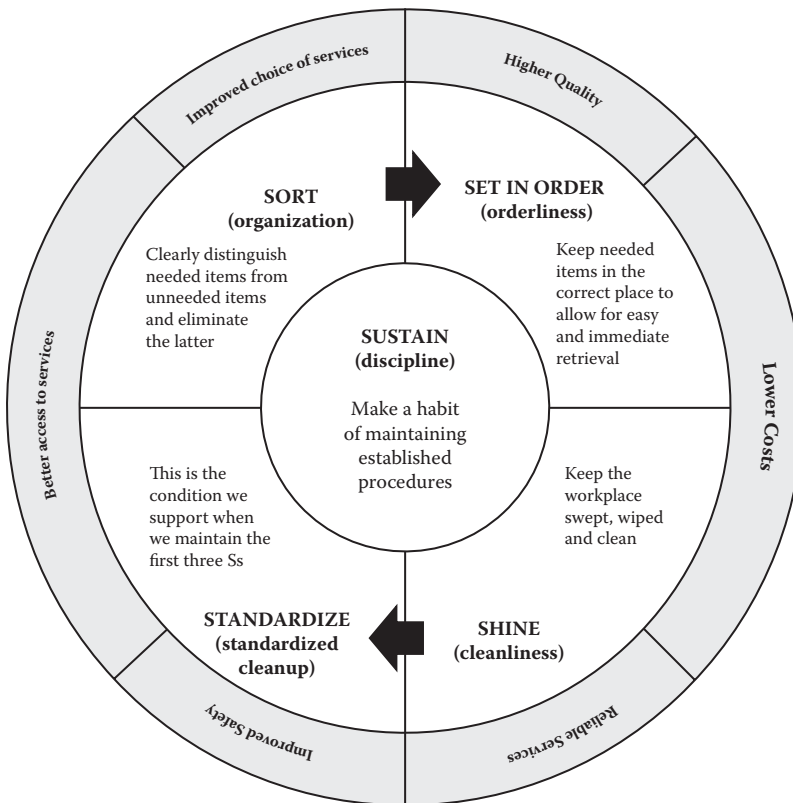 Improved choice of services
Higher Quality
SORT
(organization)
Clearly distinguish
needed items from
unneeded items
and eliminate
the latter
SET IN ORDER
(orderliness)
Keep needed
items in the
correct place to
allow for easy
and immediate
retrieval
Better access to services
SUSTAIN
(discipline)
Make a habit
of maintaining
established
procedures
Lower Costs
This is the
condition we
support when
we maintain the
first three Ss
STANDARDIZE
(standardized
cleanup)
Keep the
workplace
swept, wiped
and clean
SHINE
(cleanliness)
Improved Safety
Reliable Services